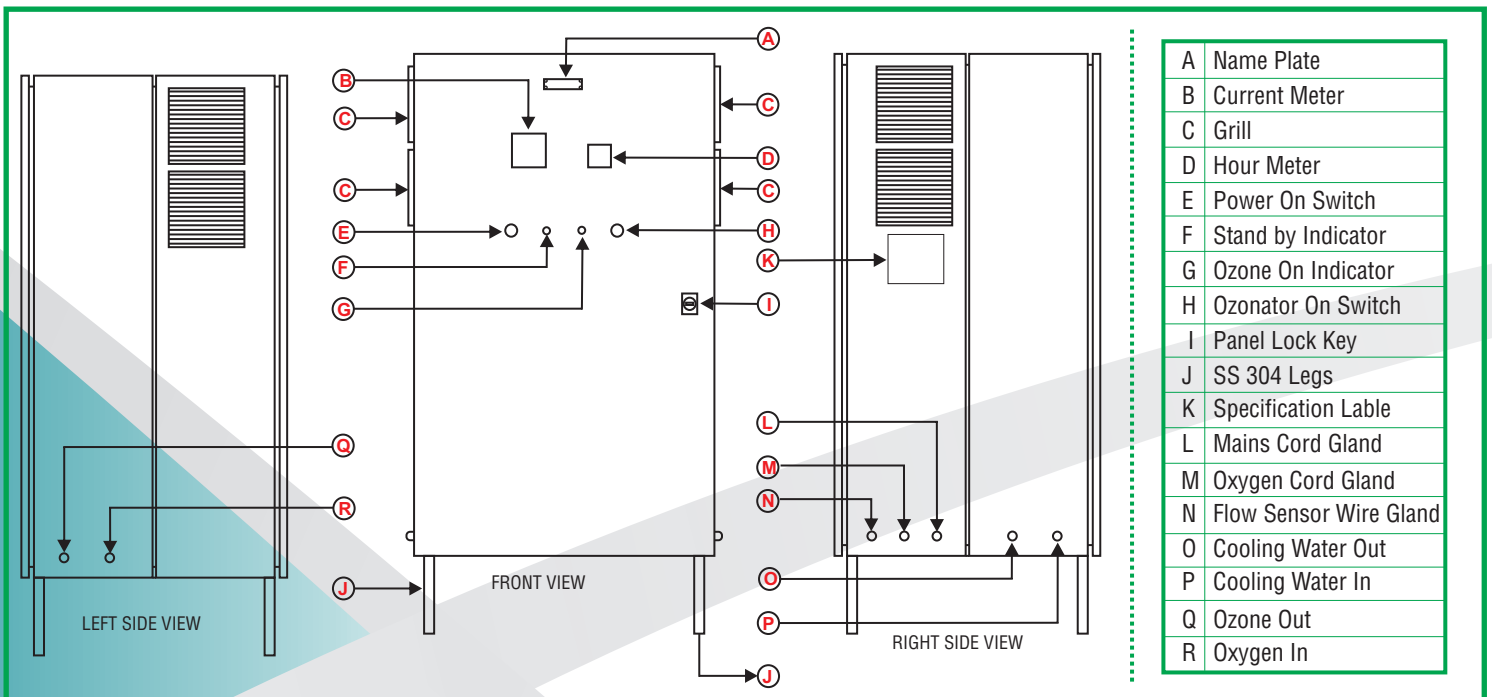 A
B
C
C
C
D
C
E
H
F
K
G
I
L
Q
M
N
R
J
O
P
J
LEFT SIDE VIEW
FRONT VIEW
RIGHT SIDE VIEW
A Name Plate
B Current Meter
C Grill
D Hour Meter
E Power On Switch
F Stand by Indicator
G Ozone On Indicator
H Ozonator On Switch
I Panel Lock Key
J SS 304 Legs
K Specification Lable
L Mains Cord Gland
M Oxygen Cord Gland
N Flow Sensor Wire Gland
O Cooling Water Out
P Cooling Water In
Q Ozone Out
R Oxygen In